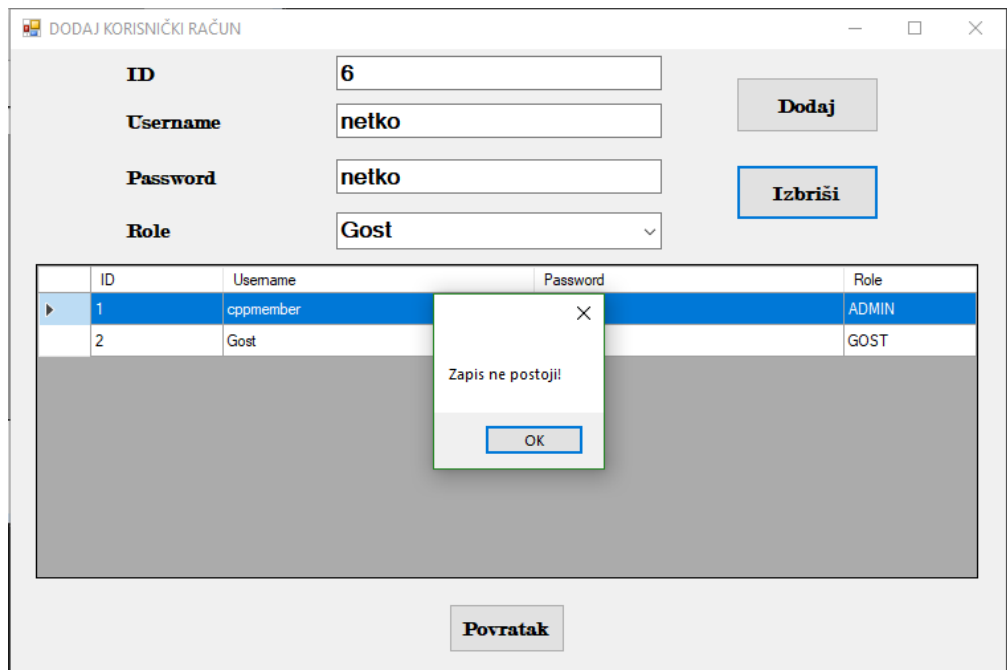 DODAJ KORISNIČKI RAČUN
ID 6
Dodaj
Username netko
Password netko
Izbriši
Role Gost
ID Username Password Role
1 cppmember ADMIN
2 Gost GOST
Zapis ne postoji!
OK
Povratak